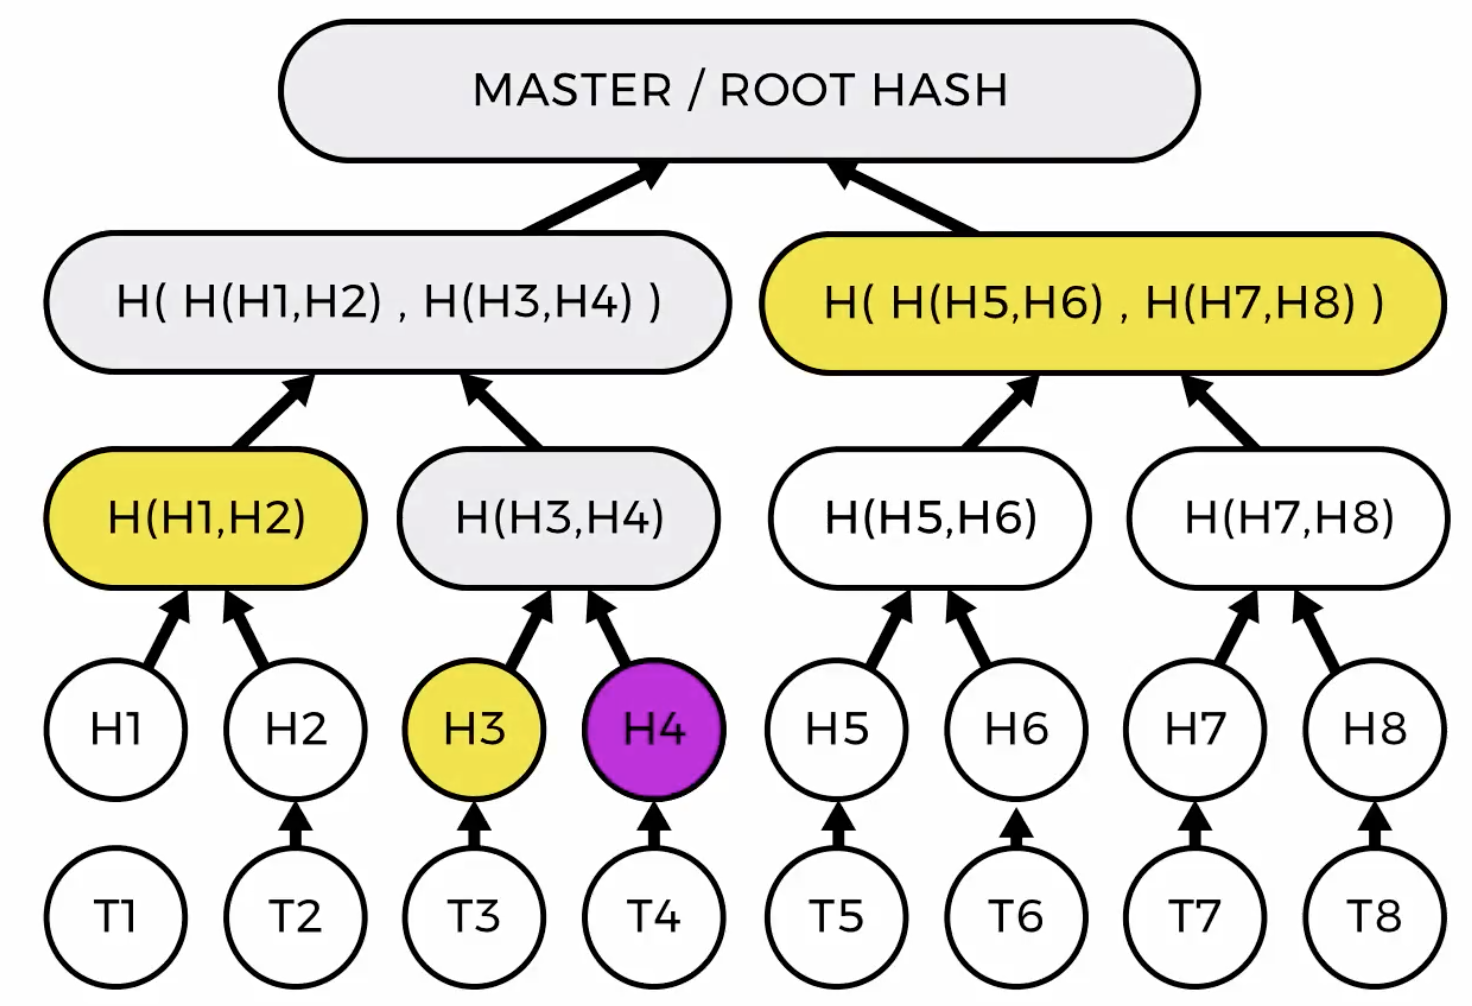 MASTER / ROOT HASH
H( H(H1,H2) , H(H3,H4) )
H( H(H5,H6) , H(H7,H8) )
H(H1,H2)
H(H3,H4)
H(H5,H6)
H(H7,H8)
H1
H2
H3
H4
H5
H6
H7
H8
T1
T2
T3
T4
T5
T6
T7
T8